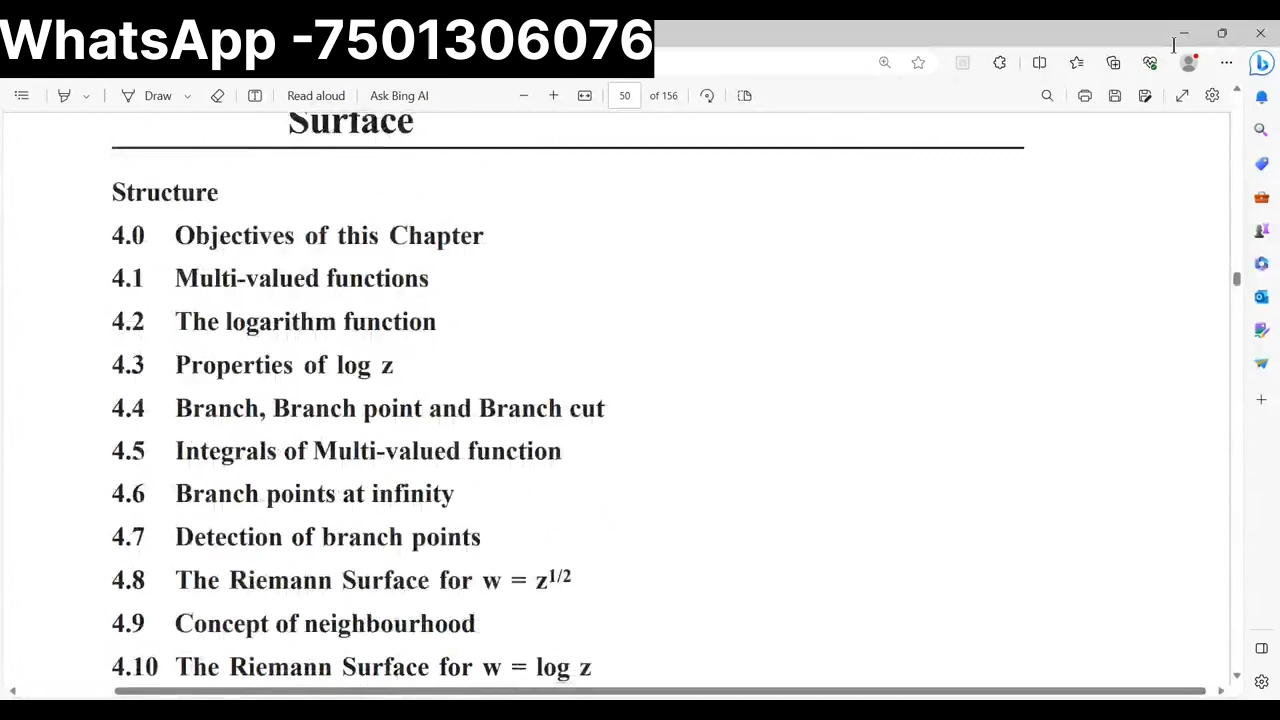 WhatsApp -7501306076
Draw
Read aloud
Ask Bing AI
50 of 156
Surface
Structure
4.0 Objectives of this Chapter
4.1 Multi-valued functions
4.2 The logarithm function
4.3 Properties of log z
4.4 Branch, Branch point and Branch cut
4.5 Integrals of Multi-valued function
4.6 Branch points at infinity
4.7 Detection of branch points
4.8 The Riemann Surface for w = z^1/2
4.9 Concept of neighbourhood
4.10 The Riemann Surface for w = log z